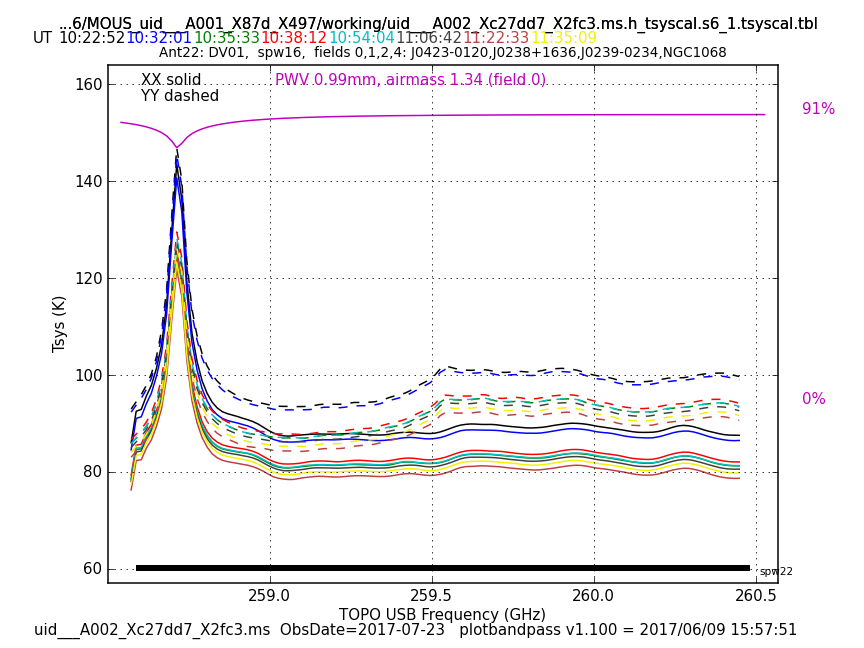 ...6/MOUS_uid___A001_X87d_X497/working/uid___A002_Xc27dd7_X2fc3.ms.h_tsyscal.s6_1.tsyscal.tbl
UT 10:22:52 10:32:01 10:35:33 10:38:12 10:54:04 11:06:42 11:22:33 11:35:09
Ant22: DV01, spw16, fields 0,1,2,4: J0423-0120,J0238+1636,J0239-0234,NGC1068
XX solid
YY dashed
PWV 0.99mm, airmass 1.34 (field 0)
91%
0%
160
140
120
100
80
60
Tsys (K)
spw22
259.0 259.5 260.0 260.5
TOPO USB Frequency (GHz)
uid___A002_Xc27dd7_X2fc3.ms ObsDate=2017-07-23 plotbandpass v1.100 = 2017/06/09 15:57:51